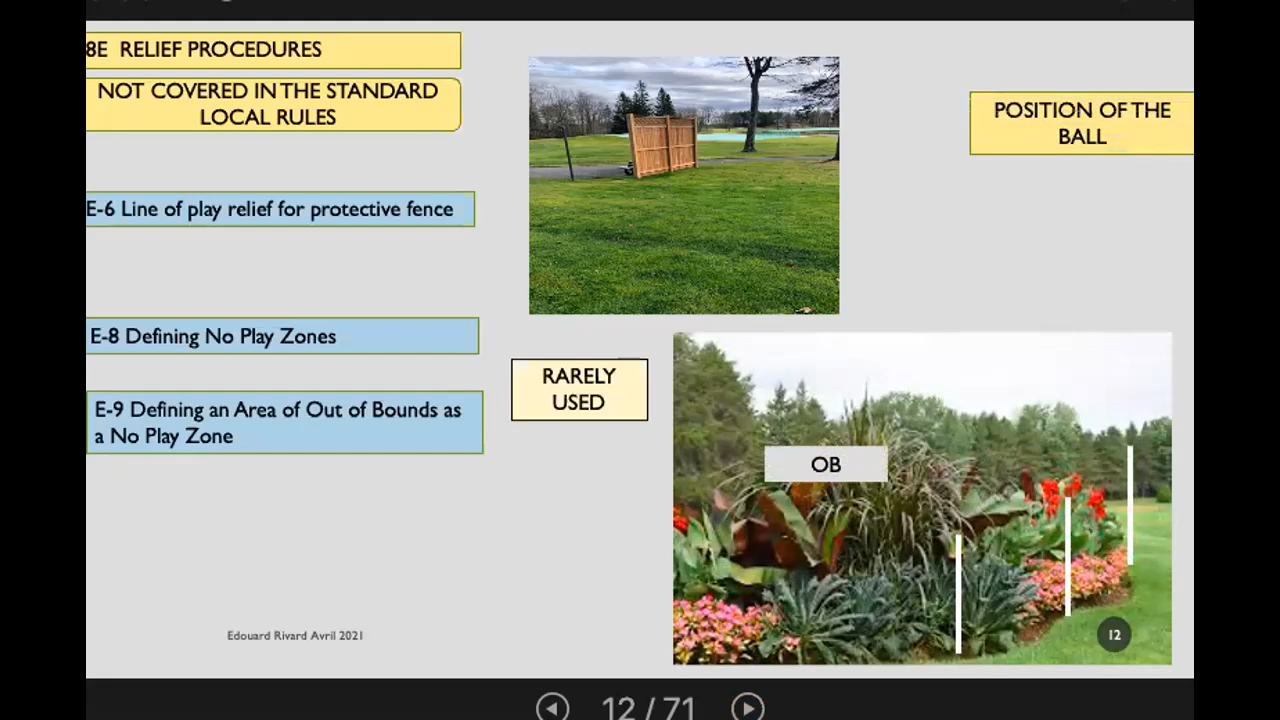 8E RELIEF PROCEDURES
NOT COVERED IN THE STANDARD
LOCAL RULES
POSITION OF THE
BALL
E-6 Line of play relief for protective fence
E-8 Defining No Play Zones
RARELY
USED
E-9 Defining an Area of Out of Bounds as
a No Play Zone
OB
Edouard Rivard Avril 2021
12
12 / 71